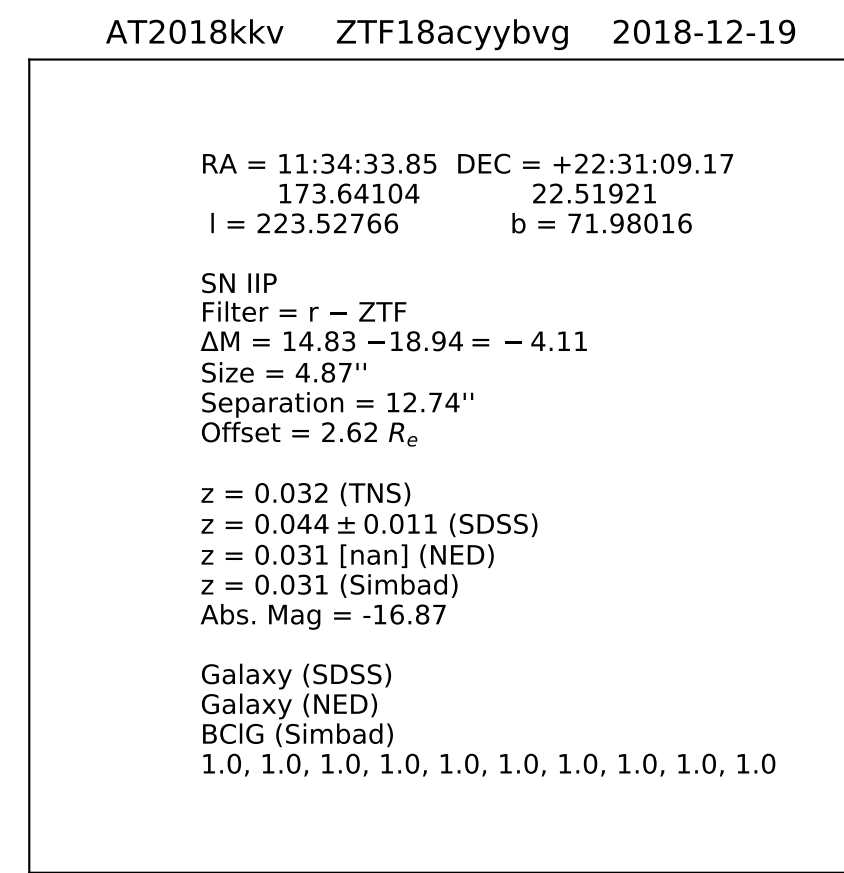 AT2018kkv ZTF18acyybvg 2018-12-19
RA = 11:34:33.85 DEC = +22:31:09.17
173.64104 22.51921
l = 223.52766 b = 71.98016
SN IIP
Filter = r − ZTF
ΔM = 14.83 −18.94 = − 4.11
Size = 4.87''
Separation = 12.74''
Offset = 2.62 Rₑ
z = 0.032 (TNS)
z = 0.044 ± 0.011 (SDSS)
z = 0.031 [nan] (NED)
z = 0.031 (Simbad)
Abs. Mag = -16.87
Galaxy (SDSS)
Galaxy (NED)
BClG (Simbad)
1.0, 1.0, 1.0, 1.0, 1.0, 1.0, 1.0, 1.0, 1.0, 1.0